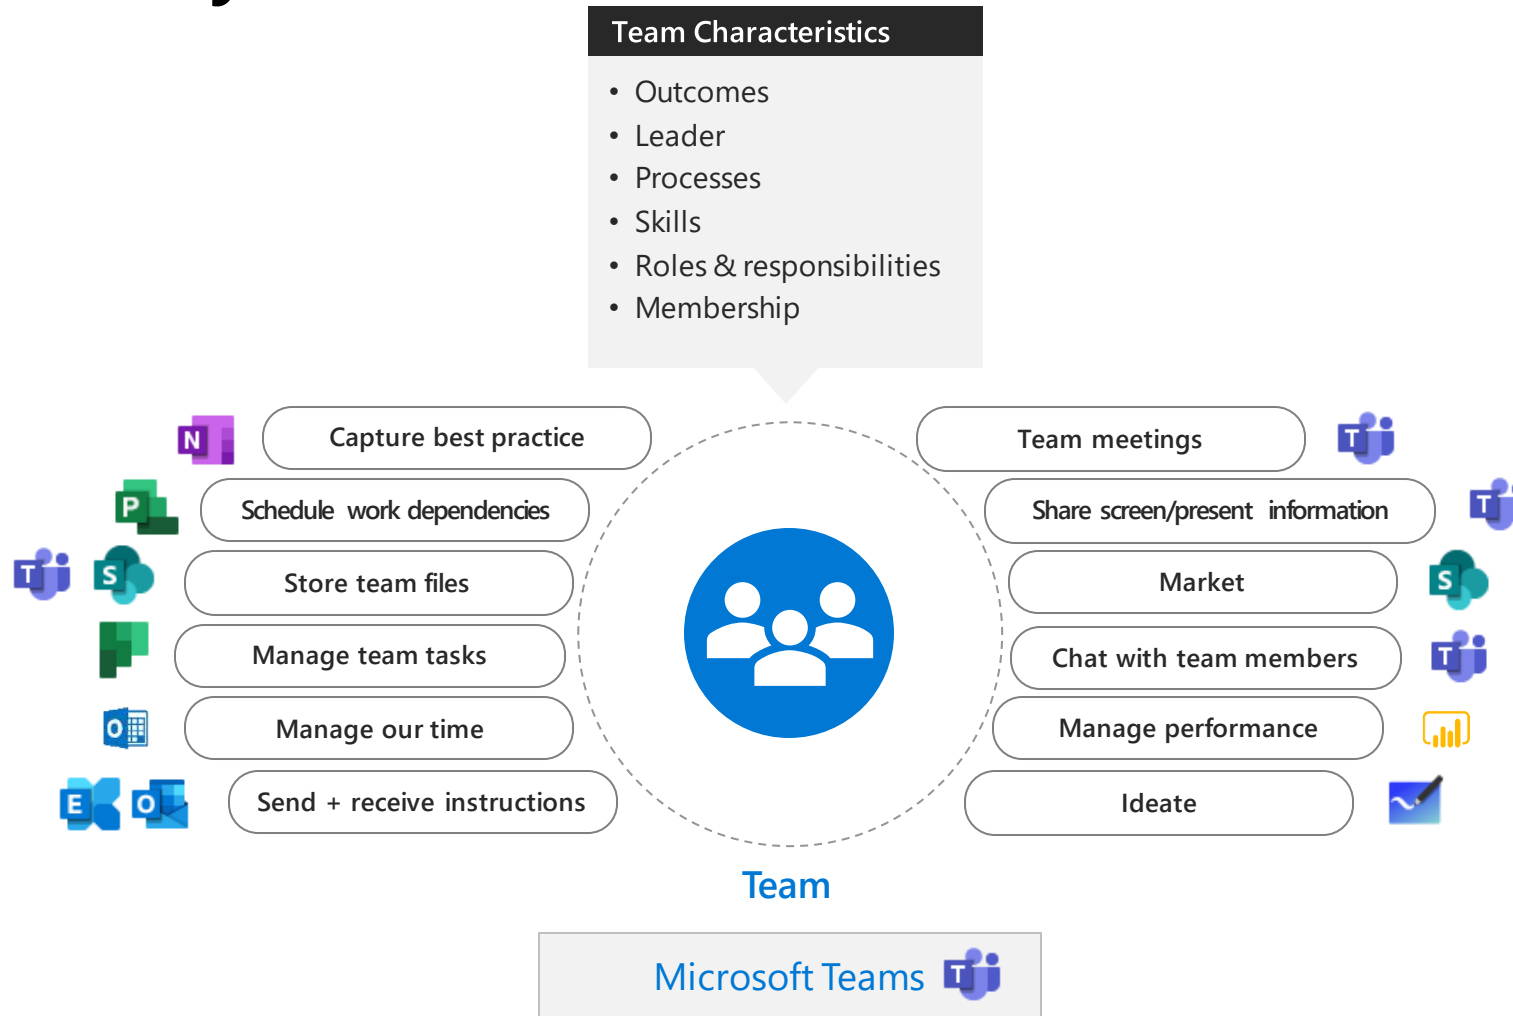 Team Characteristics
• Outcomes
• Leader
• Processes
• Skills
• Roles & responsibilities
• Membership
N
Capture best practice
P
Schedule work dependencies
T
S
Store team files
Manage team tasks
O
Manage our time
E
O
Send + receive instructions
Team meetings
T
Share screen/present information
T
Market
S
Chat with team members
T
Manage performance
Ideate
Team
Microsoft Teams
T